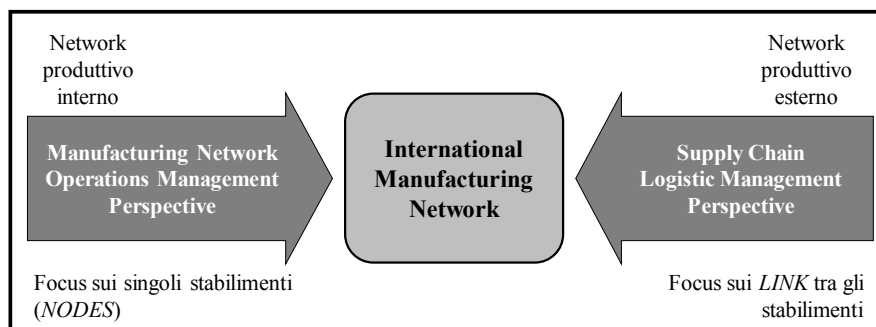 Network
produttivo
interno
Manufacturing Network
Operations Management
Perspective
Focus sui singoli stabilimenti
(NODES)
International
Manufacturing
Network
Network
produttivo
esterno
Supply Chain
Logistic Management
Perspective
Focus sui LINK tra gli
stabilimenti